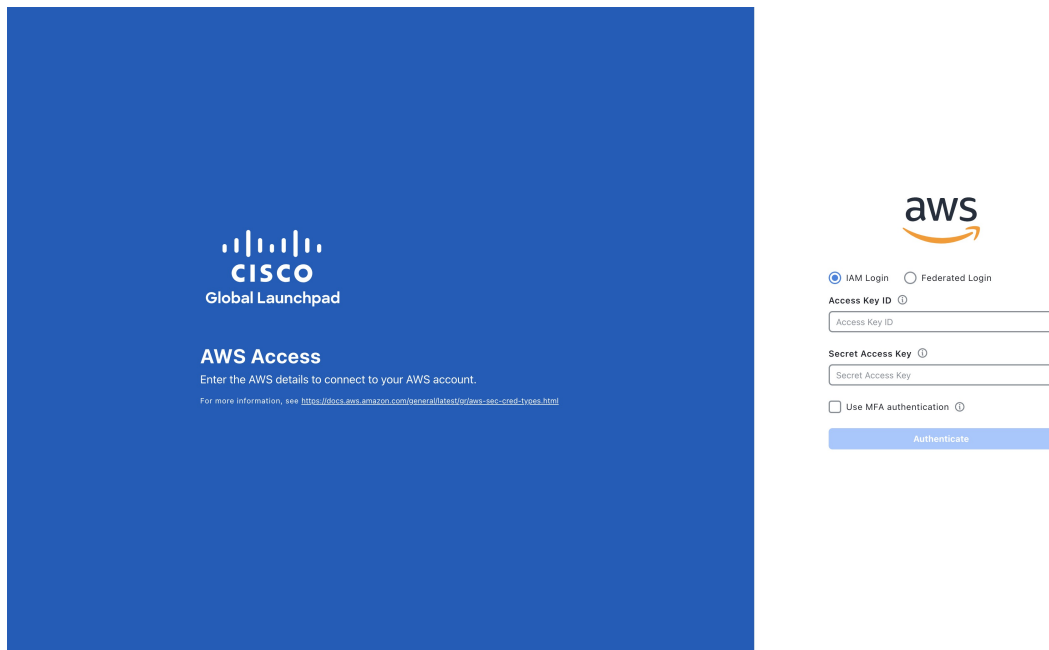 CISCO
Global Launchpad
AWS Access
Enter the AWS details to connect to your AWS account.
For more information, see https://docs.aws.amazon.com/general/latest/gr/aws-sec-cred-types.html
aws
IAM Login Federated Login
Access Key ID
Access Key ID
Secret Access Key
Secret Access Key
Use MFA authentication
Authenticate